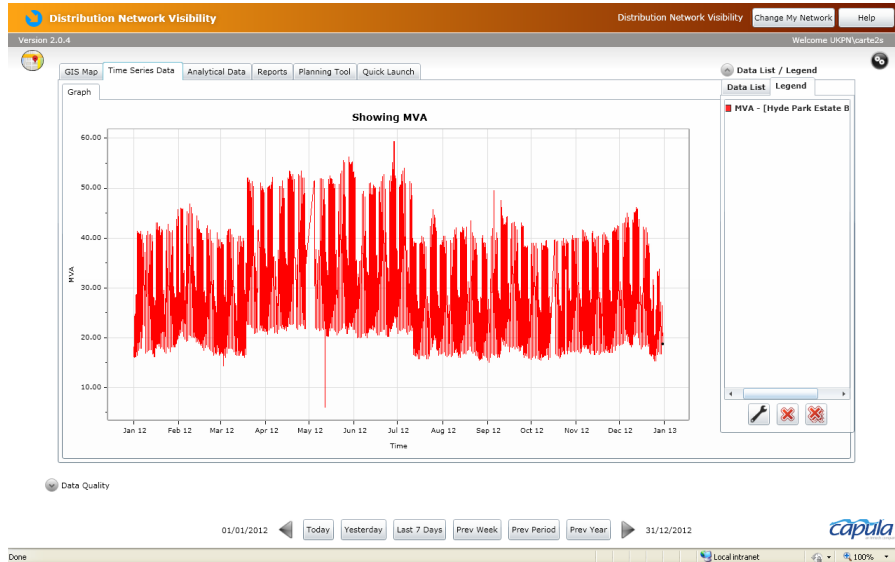 Distribution Network Visibility
Distribution Network Visibility
Change My Network
Help
Version 2.0.4
Welcome UKPN\carte2s
GIS Map
Time Series Data
Analytical Data
Reports
Planning Tool
Quick Launch
Data List / Legend
Graph
Data List
Legend
MVA - [Hyde Park Estate B
Showing MVA
60.00
50.00
40.00
30.00
20.00
10.00
MVA
Jan 12
Feb 12
Mar 12
Apr 12
May 12
Jun 12
Jul 12
Aug 12
Sep 12
Oct 12
Nov 12
Dec 12
Jan 13
Time
Data Quality
01/01/2012
Today
Yesterday
Last 7 Days
Prev Week
Prev Period
Prev Year
31/12/2012
capula
Done
Local intranet
100%